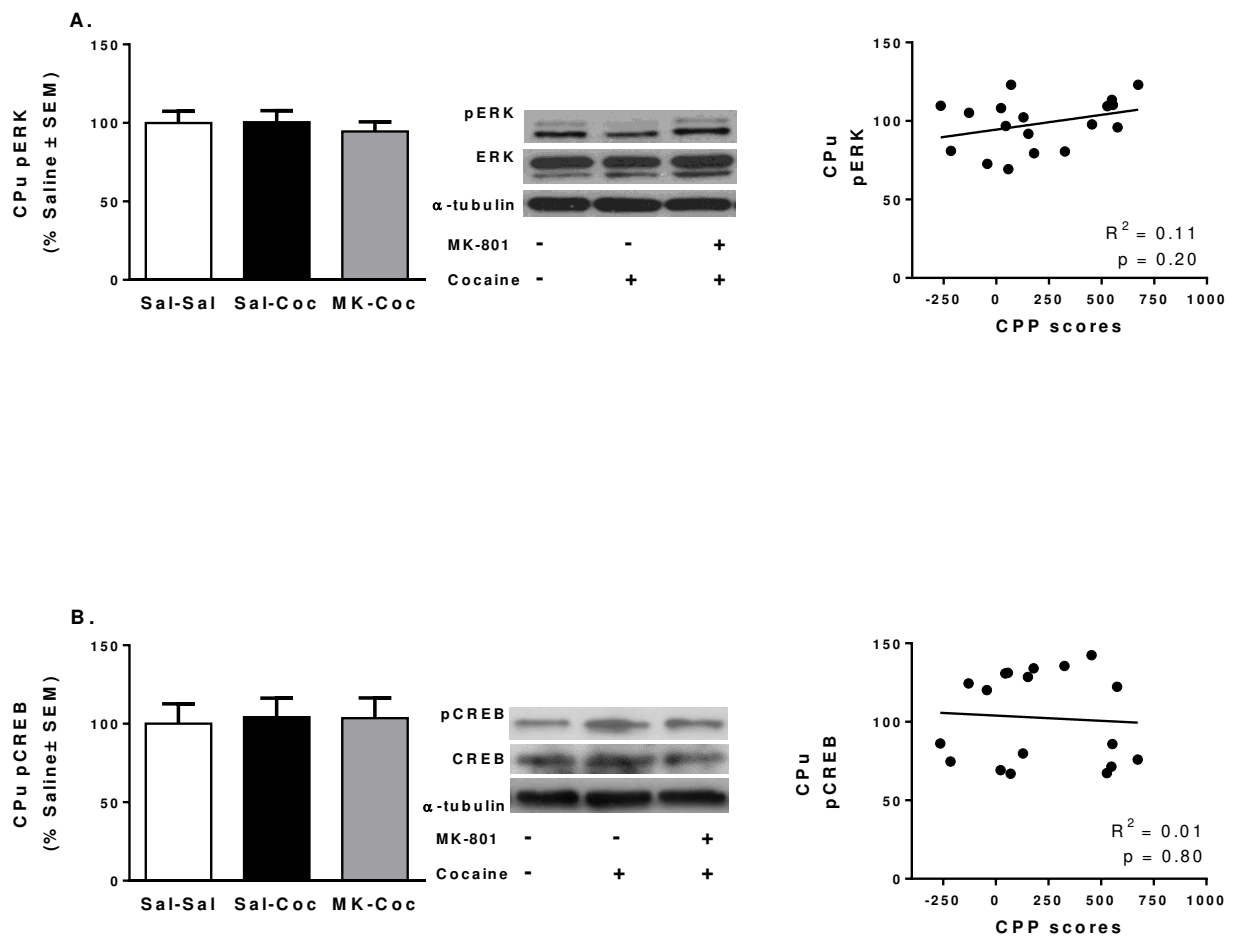 A.
CPu pERK
(% Saline ± SEM)
150
100
50
0
Sal-Sal Sal-Coc MK-Coc
pERK
ERK
α-tubulin
MK-801 - - +
Cocaine - + +
CPu
pERK
150
100
50
0
R² = 0.11
p = 0.20
-250 0 250 500 750 1000
CPP scores
B.
CPu pCREB
(% Saline± SEM)
150
100
50
0
Sal-Sal Sal-Coc MK-Coc
pCREB
CREB
α-tubulin
MK-801 - - +
Cocaine - + +
CPu
pCREB
150
100
50
0
R² = 0.01
p = 0.80
-250 0 250 500 750 1000
CPP scores